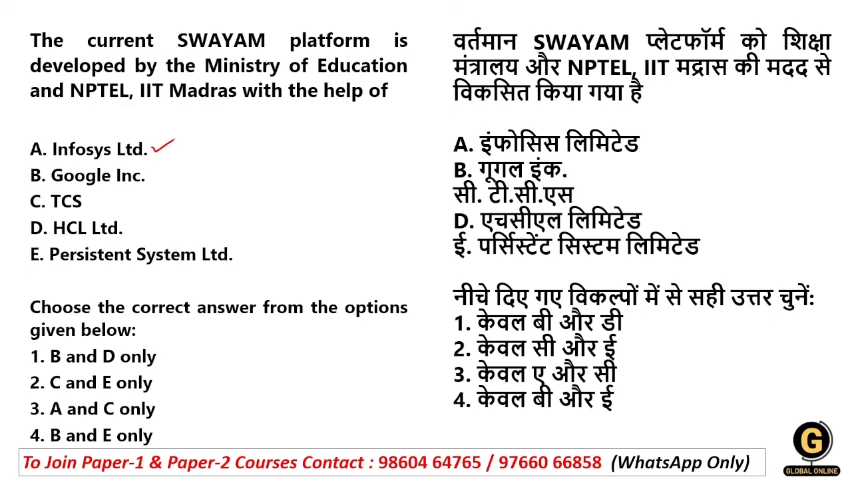 The current SWAYAM platform is
developed by the Ministry of Education
and NPTEL, IIT Madras with the help of
A. Infosys Ltd.
B. Google Inc.
C. TCS
D. HCL Ltd.
E. Persistent System Ltd.
Choose the correct answer from the options
given below:
1. B and D only
2. C and E only
3. A and C only
4. B and E only
वर्तमान SWAYAM प्लेटफॉर्म को शिक्षा
मंत्रालय और NPTEL, IIT मद्रास की मदद से
विकसित किया गया है
A. इंफोसिस लिमिटेड
B. गूगल इंक.
सी. टी.सी.एस
D. एचसीएल लिमिटेड
ई. पर्सिस्टेंट सिस्टम लिमिटेड
नीचे दिए गए विकल्पों में से सही उत्तर चुनें:
1. केवल बी और डी
2. केवल सी और ई
3. केवल ए और सी
4. केवल बी और ई
To Join Paper-1 & Paper-2 Courses Contact : 98604 64765 / 97660 66858 (WhatsApp Only)
G
GLOBAL ONLINE